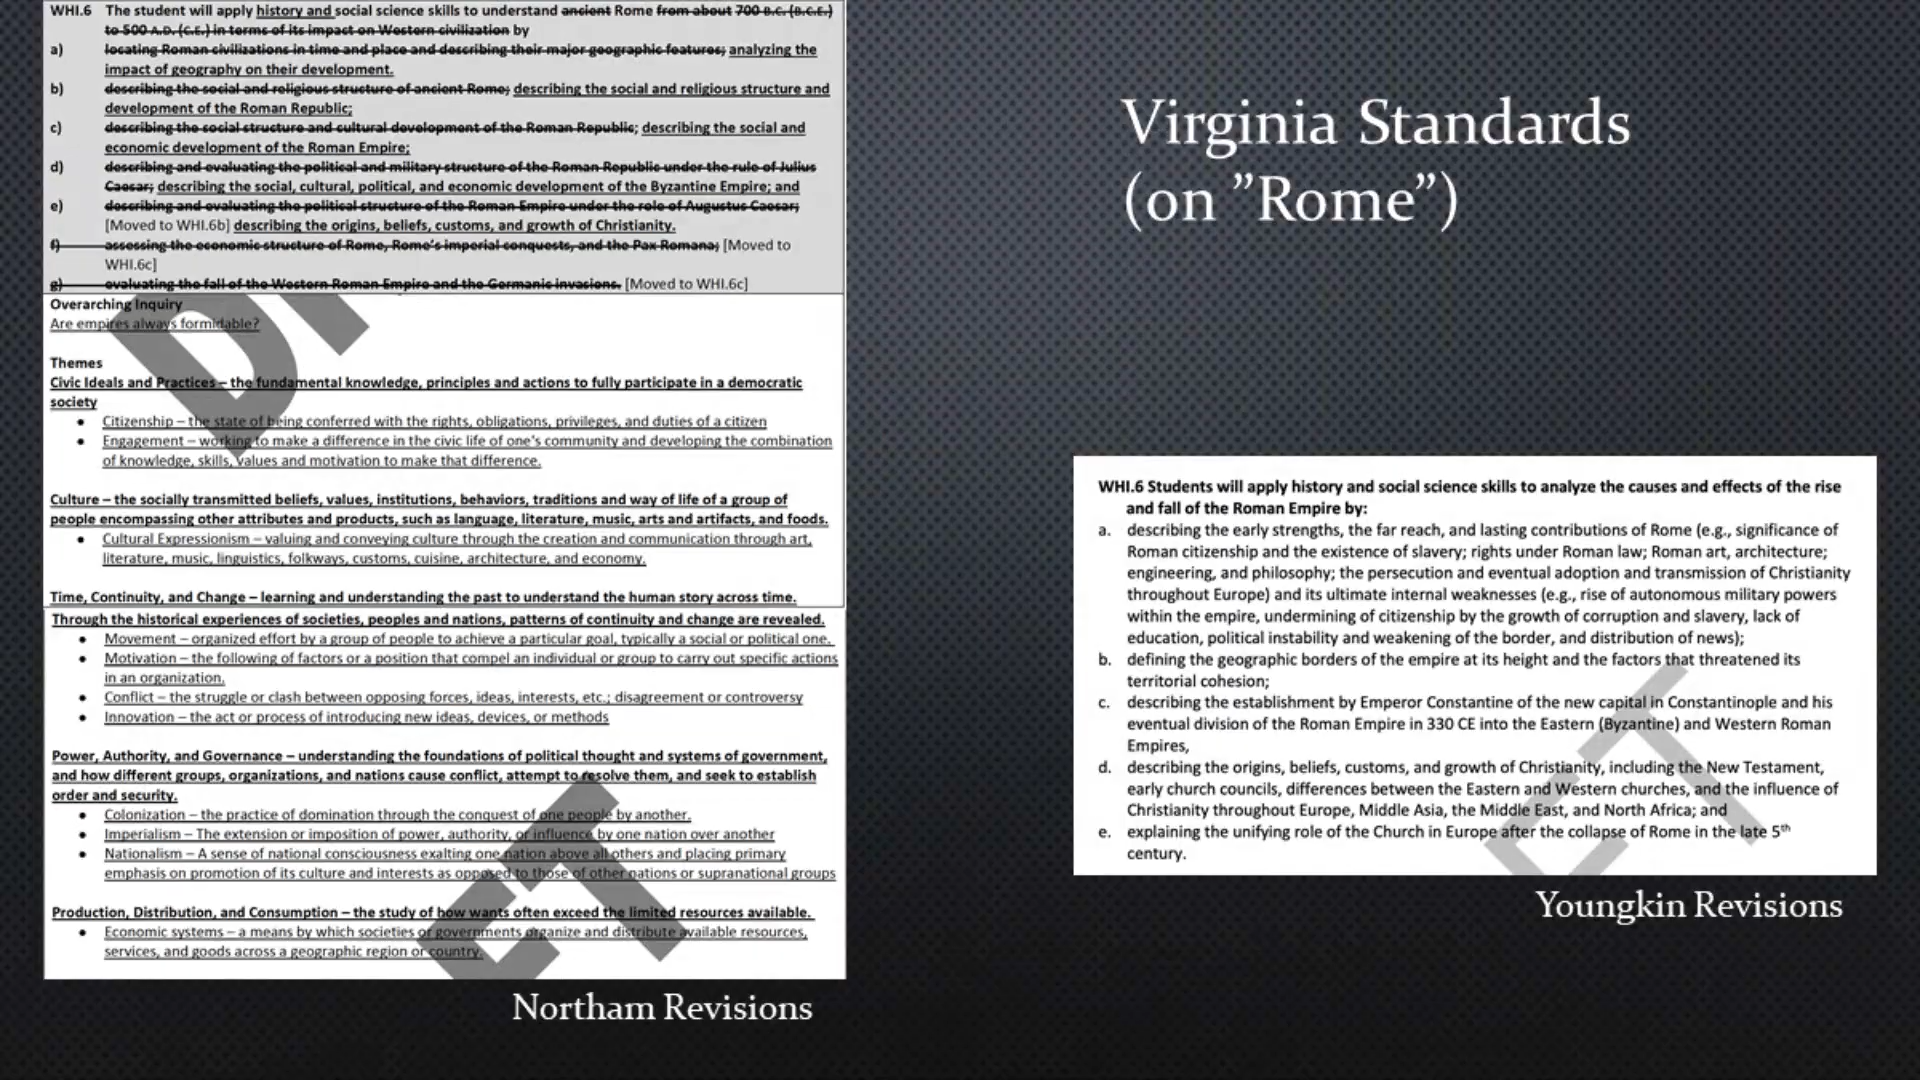 WHI.6 The student will apply history and social science skills to understand ancient Rome from about 700 B.C. (B.C.E.)
to 500 A.D. (C.E.) in terms of its impact on Western civilization by
a) locating Roman civilizations in time and place and describing their major geographic features; analyzing the
impact of geography on their development.
b) describing the social and religious structure of ancient Rome; describing the social and religious structure and
development of the Roman Republic;
c) describing the social structure and cultural development of the Roman Republic; describing the social and
economic development of the Roman Empire;
d) describing and evaluating the political and military structure of the Roman Republic under the rule of Julius
Caesar; describing the social, cultural, political, and economic development of the Byzantine Empire; and
e) describing and evaluating the political structure of the Roman Empire under the role of Augustus Caesar;
[Moved to WHI.6b] describing the origins, beliefs, customs, and growth of Christianity.
f) assessing the economic structure of Rome, Rome's imperial conquests, and the Pax Romana; [Moved to
WHI.6c]
g) evaluating the fall of the Western Roman Empire and the Germanic invasions. [Moved to WHI.6c]
Overarching Inquiry
Are empires always formidable?
Themes
Civic Ideals and Practices – the fundamental knowledge, principles and actions to fully participate in a democratic
society
• Citizenship – the state of being conferred with the rights, obligations, privileges, and duties of a citizen
• Engagement – working to make a difference in the civic life of one's community and developing the combination
of knowledge, skills, values and motivation to make that difference.
Culture – the socially transmitted beliefs, values, institutions, behaviors, traditions and way of life of a group of
people encompassing other attributes and products, such as language, literature, music, arts and artifacts, and foods.
• Cultural Expressionism – valuing and conveying culture through the creation and communication through art,
literature, music, linguistics, folkways, customs, cuisine, architecture, and economy.
Time, Continuity, and Change – learning and understanding the past to understand the human story across time.
Through the historical experiences of societies, peoples and nations, patterns of continuity and change are revealed.
• Movement – organized effort by a group of people to achieve a particular goal, typically a social or political one.
• Motivation – the following of factors or a position that compel an individual or group to carry out specific actions
in an organization.
• Conflict – the struggle or clash between opposing forces, ideas, interests, etc.; disagreement or controversy
• Innovation – the act or process of introducing new ideas, devices, or methods
Power, Authority, and Governance – understanding the foundations of political thought and systems of government,
and how different groups, organizations, and nations cause conflict, attempt to resolve them, and seek to establish
order and security.
• Colonization – the practice of domination through the conquest of one people by another.
• Imperialism – The extension or imposition of power, authority, or influence by one nation over another
• Nationalism – A sense of national consciousness exalting one nation above all others and placing primary
emphasis on promotion of its culture and interests as opposed to those of other nations or supranational groups
Production, Distribution, and Consumption – the study of how wants often exceed the limited resources available.
• Economic systems – a means by which societies or governments organize and distribute available resources,
services, and goods across a geographic region or country.
Northam Revisions
Virginia Standards
(on ”Rome”)
WHI.6 Students will apply history and social science skills to analyze the causes and effects of the rise
and fall of the Roman Empire by:
a. describing the early strengths, the far reach, and lasting contributions of Rome (e.g., significance of
Roman citizenship and the existence of slavery; rights under Roman law; Roman art, architecture;
engineering, and philosophy; the persecution and eventual adoption and transmission of Christianity
throughout Europe) and its ultimate internal weaknesses (e.g., rise of autonomous military powers
within the empire, undermining of citizenship by the growth of corruption and slavery, lack of
education, political instability and weakening of the border, and distribution of news);
b. defining the geographic borders of the empire at its height and the factors that threatened its
territorial cohesion;
c. describing the establishment by Emperor Constantine of the new capital in Constantinople and his
eventual division of the Roman Empire in 330 CE into the Eastern (Byzantine) and Western Roman
Empires,
d. describing the origins, beliefs, customs, and growth of Christianity, including the New Testament,
early church councils, differences between the Eastern and Western churches, and the influence of
Christianity throughout Europe, Middle Asia, the Middle East, and North Africa; and
e. explaining the unifying role of the Church in Europe after the collapse of Rome in the late 5th
century.
Youngkin Revisions